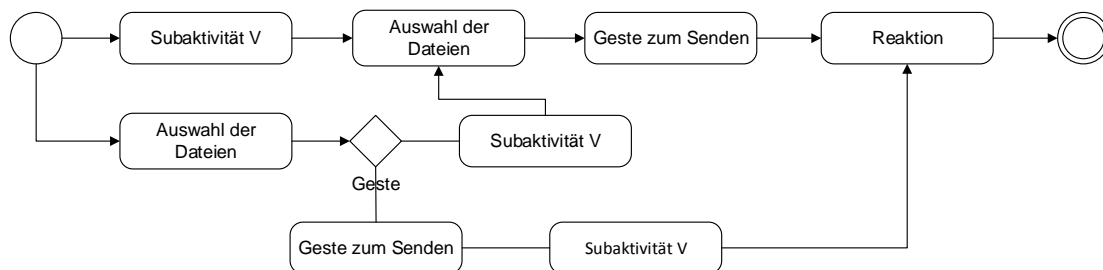 Subaktivität V
Auswahl der
Dateien
Geste zum Senden
Reaktion
Auswahl der
Dateien
Subaktivität V
Geste
Geste zum Senden
Subaktivität V